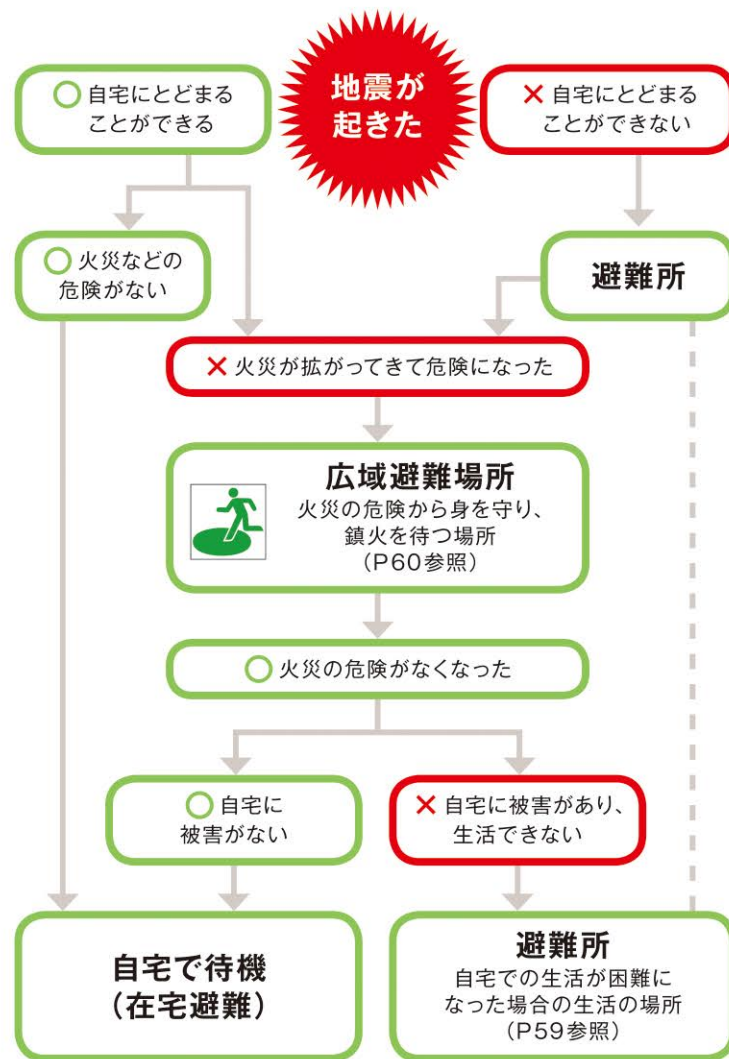 地震が
起きた
○ 自宅にとどまる
ことができる
× 自宅にとどまる
ことができない
○ 火災などの
危険がない
避難所
× 火災が拡がってきて危険になった
広域避難場所
火災の危険から身を守り、
鎮火を待つ場所
(P60参照)
○ 火災の危険がなくなった
○ 自宅に
被害がない
× 自宅に被害があり、
生活できない
自宅で待機
(在宅避難)
避難所
自宅での生活が困難に
なった場合の生活の場所
(P59参照)